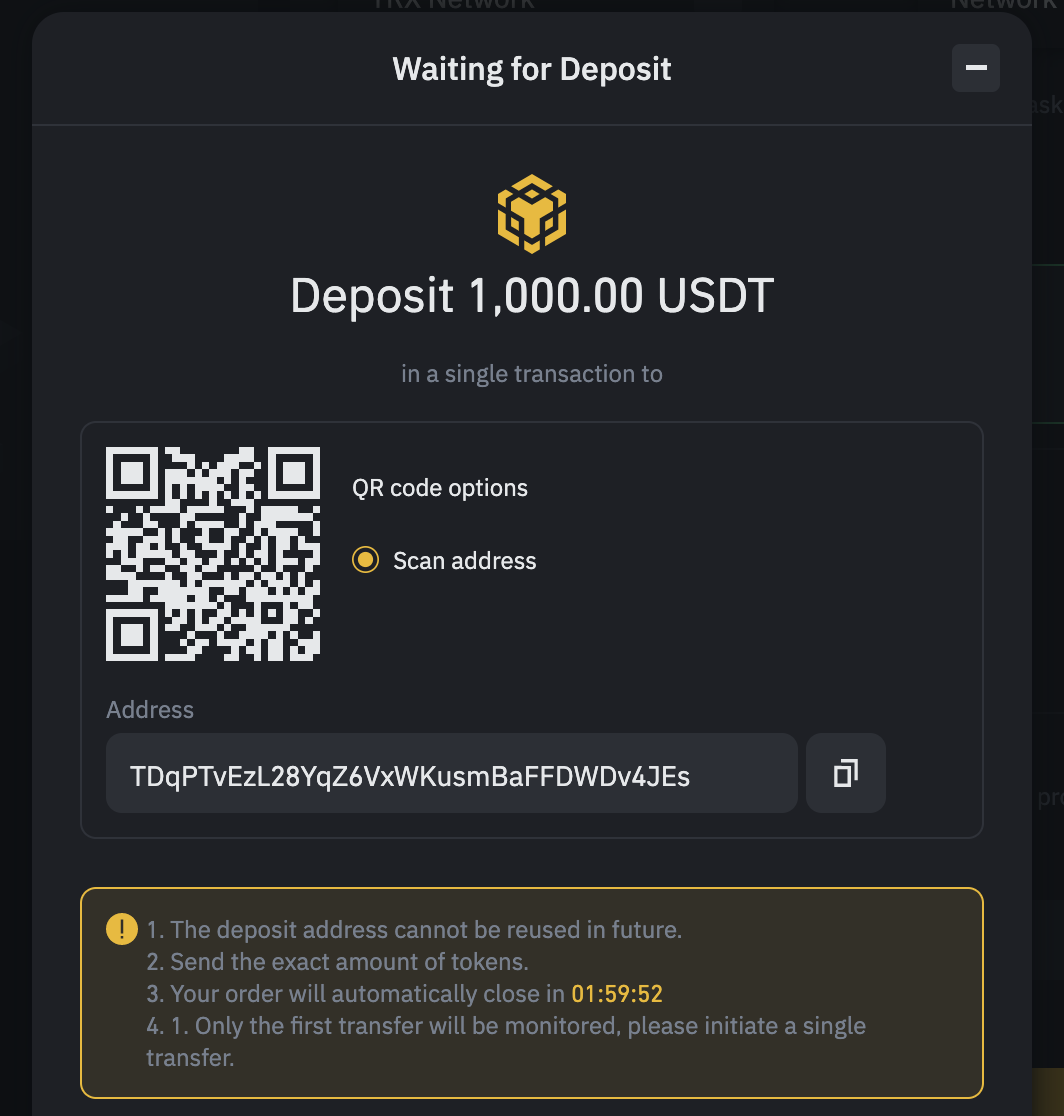 TRX Network
Network
Waiting for Deposit
ask
Deposit 1,000.00 USDT
in a single transaction to
QR code options
Scan address
Address
TDqPTvEzL28YqZ6VxWKusmBaFFDWDv4JEs
pro
1. The deposit address cannot be reused in future.
2. Send the exact amount of tokens.
3. Your order will automatically close in 01:59:52
4. 1. Only the first transfer will be monitored, please initiate a single
transfer.